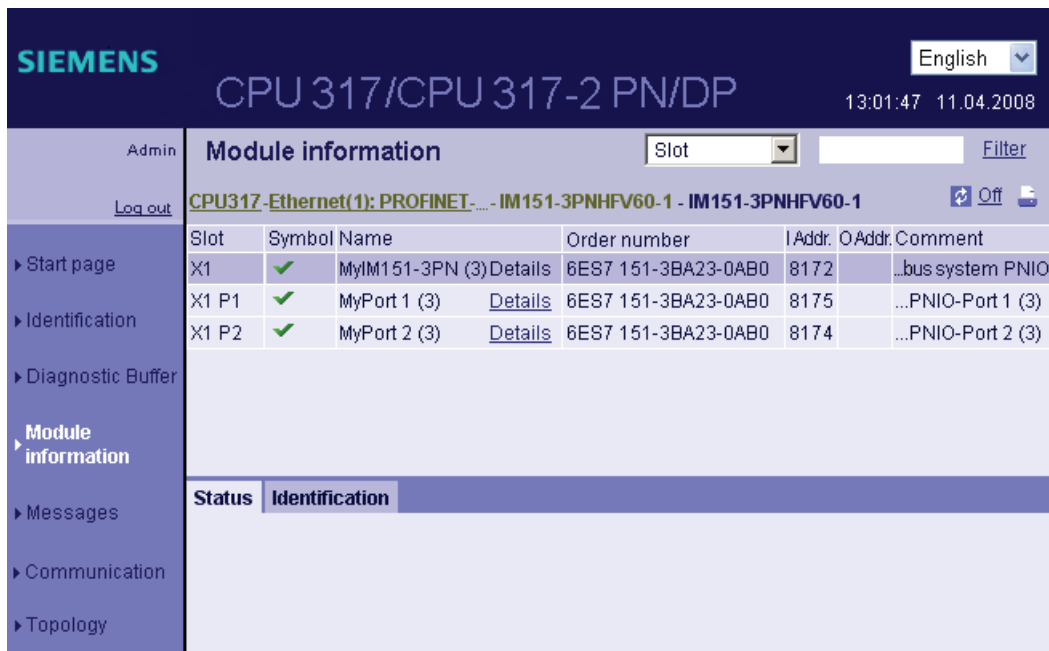 SIEMENS
English
CPU 317/CPU 317-2 PN/DP
13:01:47 11.04.2008
Admin
Module information
Slot
Filter
Log out
CPU317-Ethernet(1): PROFINET-... - IM151-3PNHFV60-1 - IM151-3PNHFV60-1
Off
Slot Symbol Name Order number I Addr. O Addr. Comment
X1 MyIM151-3PN (3) Details 6ES7 151-3BA23-0AB0 8172 ...bus system PNIO
X1 P1 MyPort 1 (3) Details 6ES7 151-3BA23-0AB0 8175 ...PNIO-Port 1 (3)
X1 P2 MyPort 2 (3) Details 6ES7 151-3BA23-0AB0 8174 ...PNIO-Port 2 (3)
Start page
Identification
Diagnostic Buffer
Module
information
Messages
Communication
Topology
Status Identification